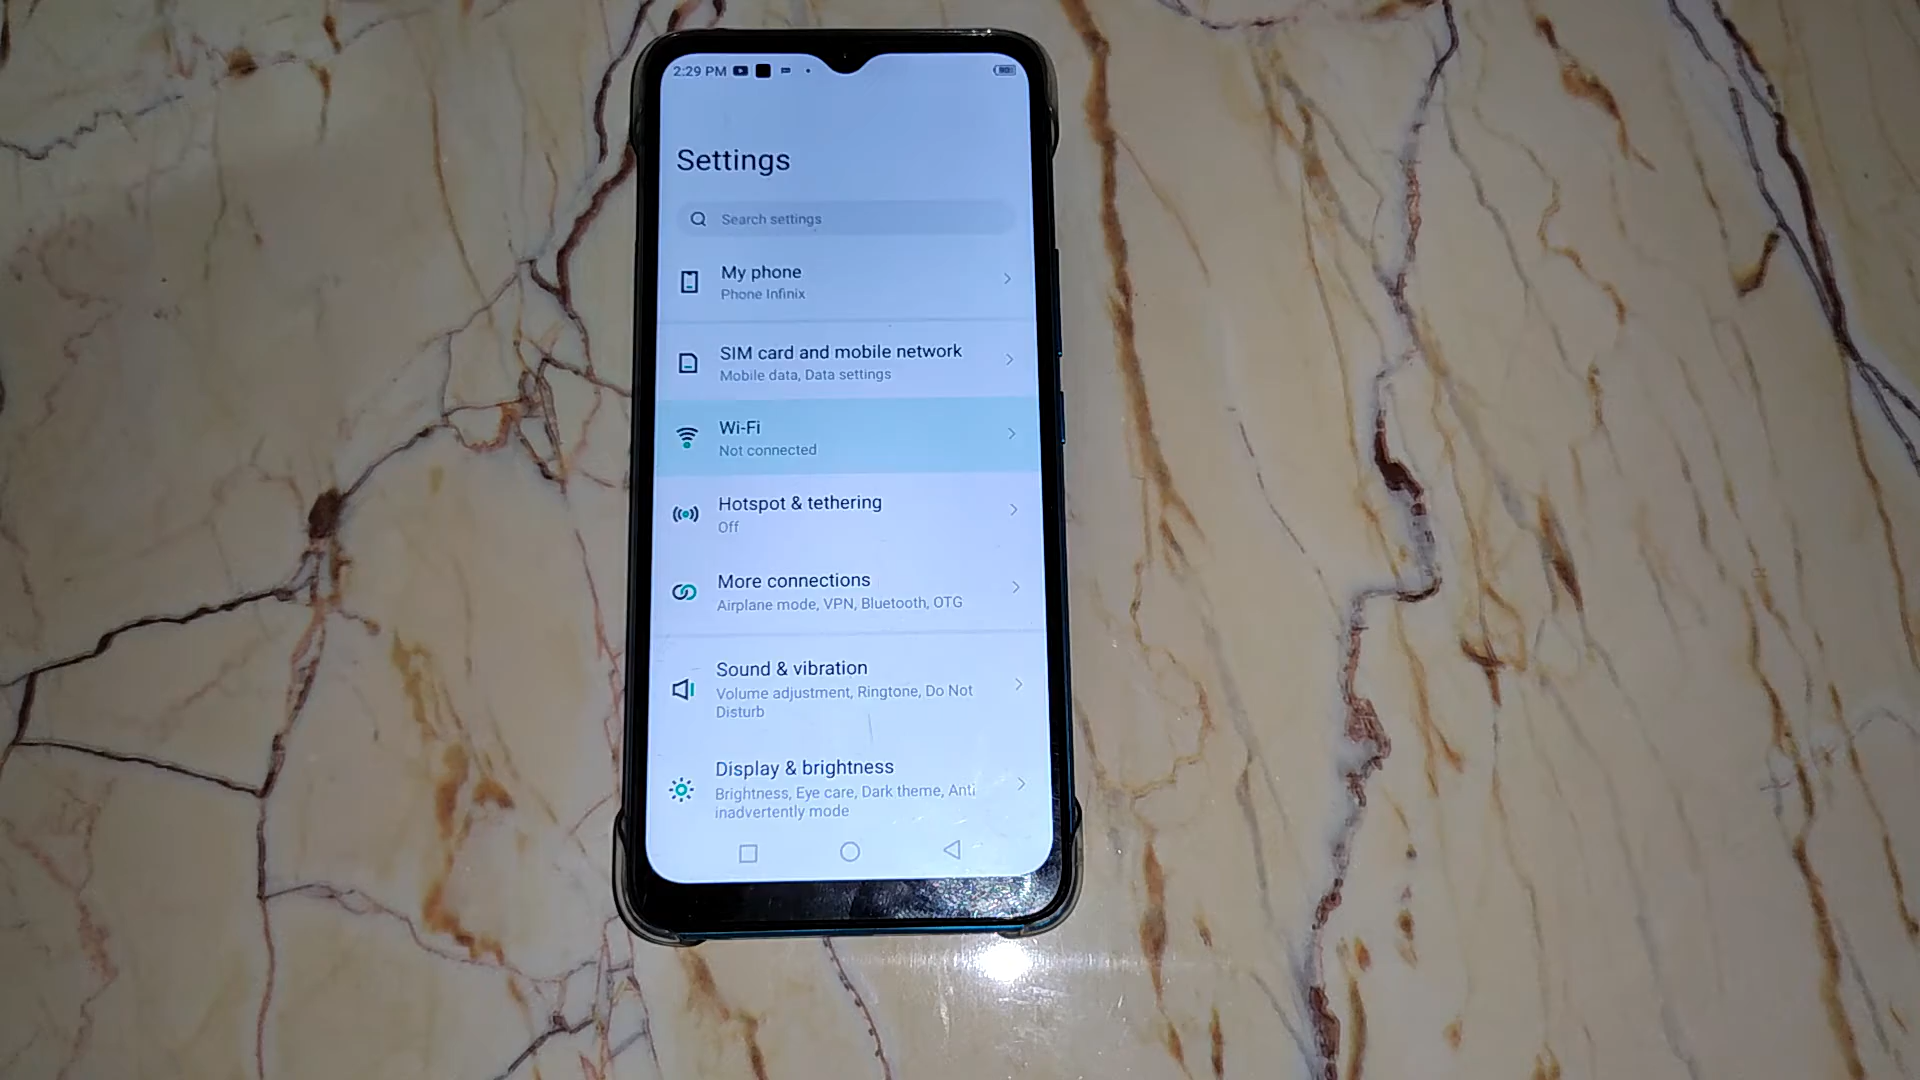 2:29 PM
Settings
Search settings
My phone
Phone Infinix
SIM card and mobile network
Mobile data, Data settings
Wi-Fi
Not connected
Hotspot & tethering
Off
More connections
Airplane mode, VPN, Bluetooth, OTG
Sound & vibration
Volume adjustment, Ringtone, Do Not
Disturb
Display & brightness
Brightness, Eye care, Dark theme, Anti
inadvertently mode